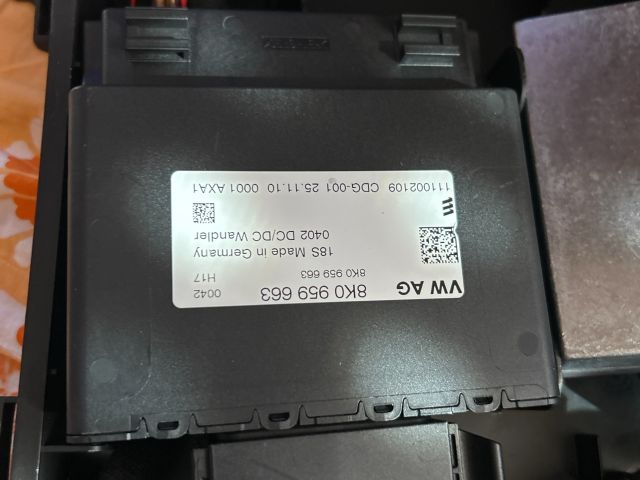 VW AG 8K0 959 663 0042
8K0 959 663 H17
18S Made in Germany
0402 DC/DC Wandler
111002109 CDG-001 25.11.10 0001 AXA1